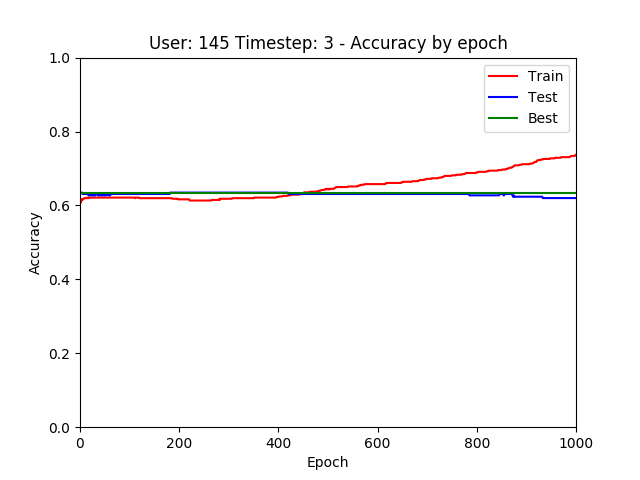 User: 145 Timestep: 3 - Accuracy by epoch
Train
Test
Best
1.0
0.8
0.6
0.4
0.2
0.0
Accuracy
0 200 400 600 800 1000
Epoch